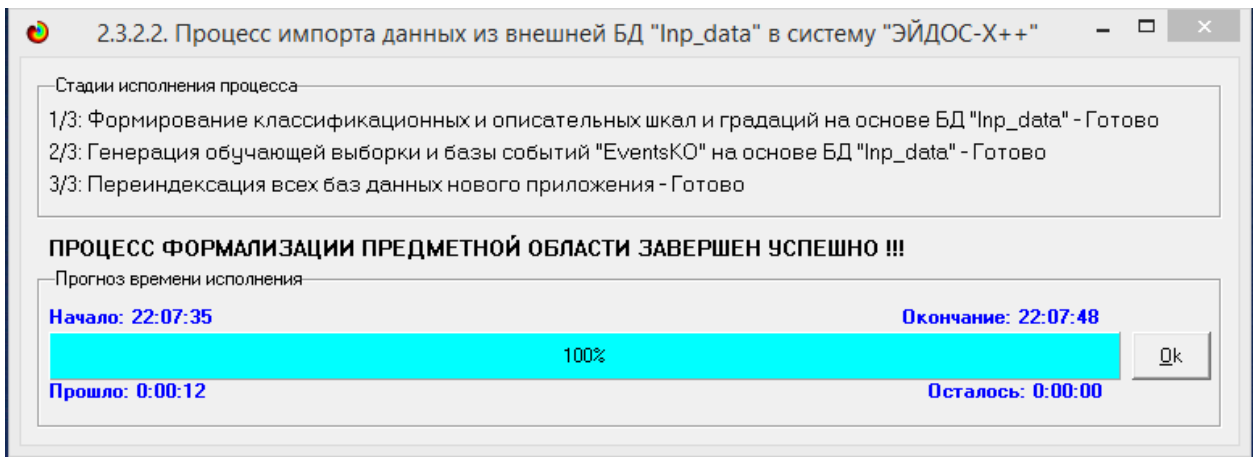 2.3.2.2. Процесс импорта данных из внешней БД "Inp_data" в систему "ЭЙДОС-X++"
Стадии исполнения процесса
1/3: Формирование классификационных и описательных шкал и градаций на основе БД "Inp_data" - Готово
2/3: Генерация обучающей выборки и базы событий "EventsKO" на основе БД "Inp_data" - Готово
3/3: Переиндексация всех баз данных нового приложения - Готово
ПРОЦЕСС ФОРМАЛИЗАЦИИ ПРЕДМЕТНОЙ ОБЛАСТИ ЗАВЕРШЕН УСПЕШНО !!!
Прогноз времени исполнения
Начало: 22:07:35 Окончание: 22:07:48
100% Ok
Прошло: 0:00:12 Осталось: 0:00:00